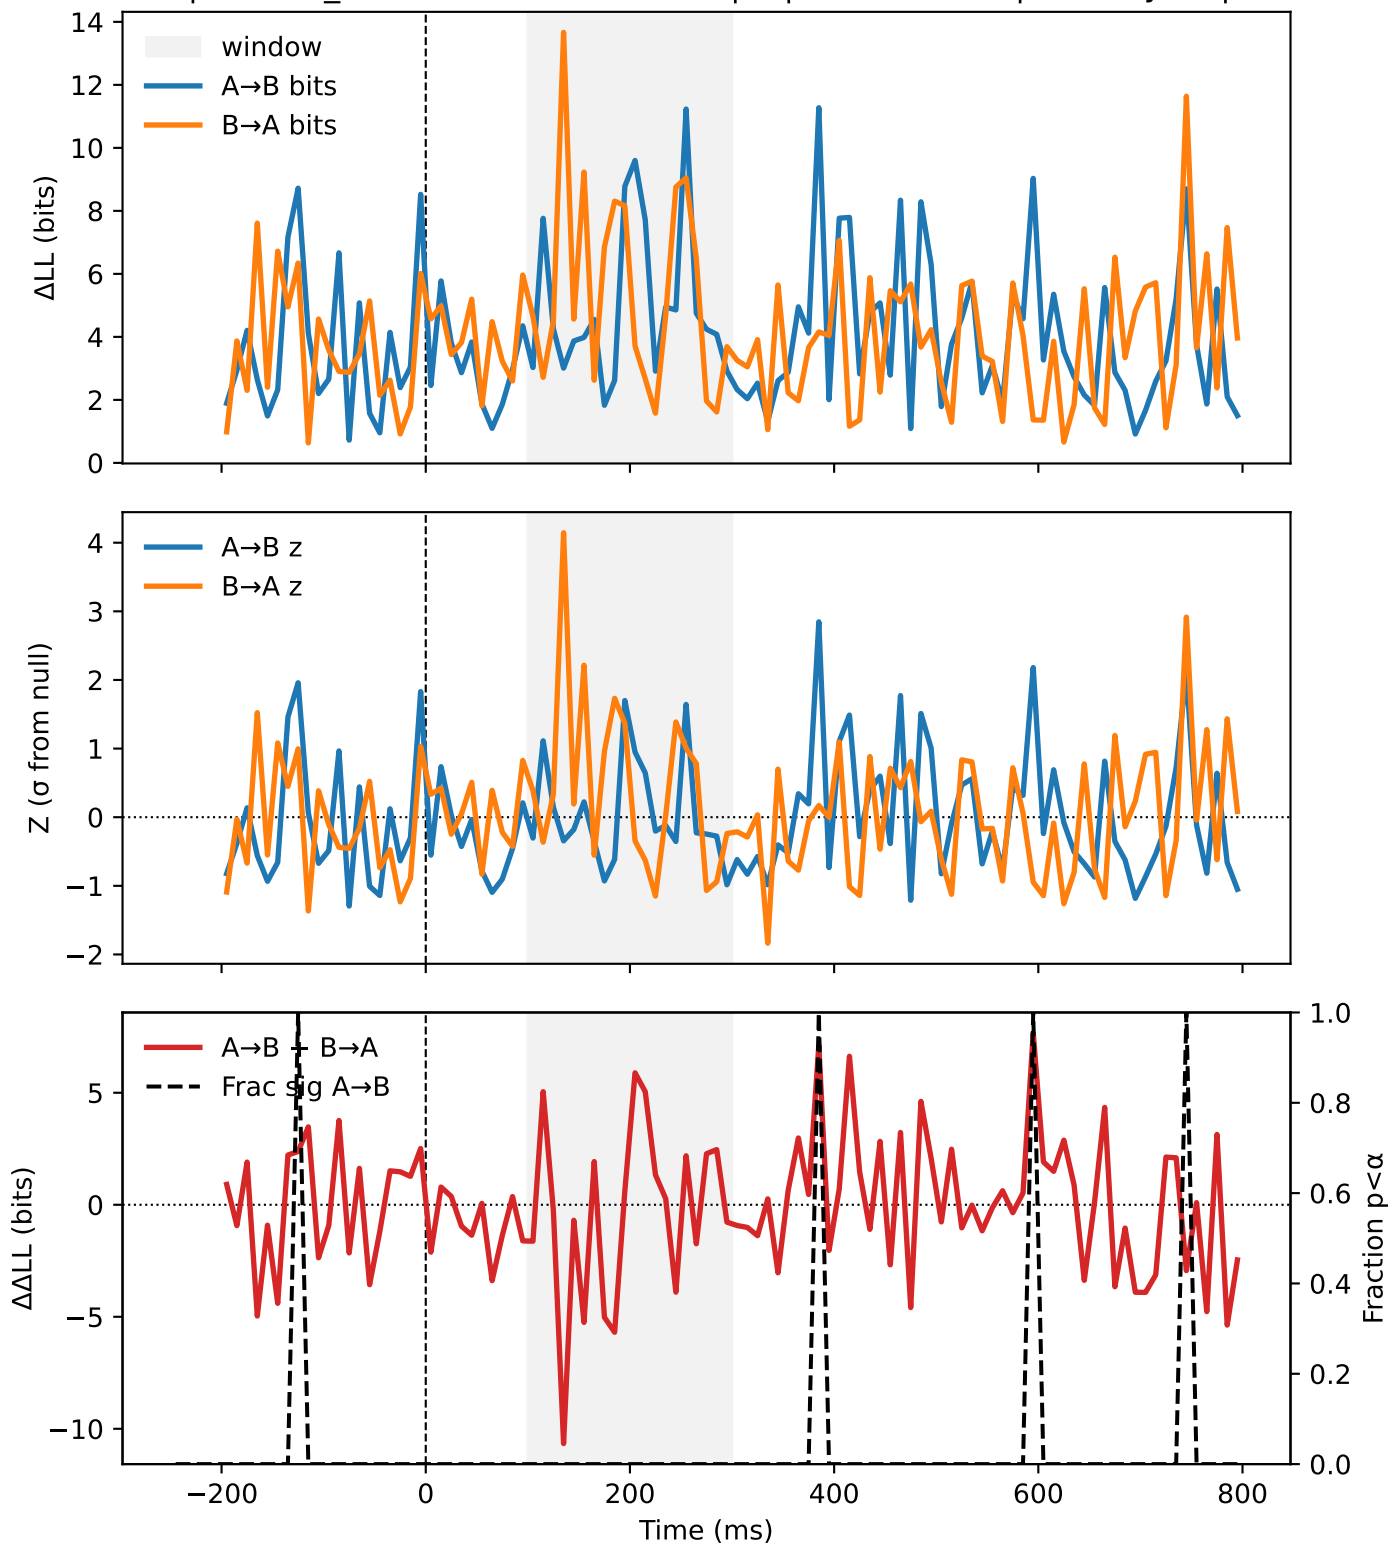 14
12
10
8
6
4
2
0
ΔLL (bits)
window
A→B bits
B→A bits
4
3
2
1
0
−1
−2
Z (σ from null)
A→B z
B→A z
5
0
−5
−10
ΔΔLL (bits)
A→B − B→A
Frac sig A→B
1.0
0.8
0.6
0.4
0.2
0.0
Fraction p<α
−200
0
200
400
600
800
Time (ms)